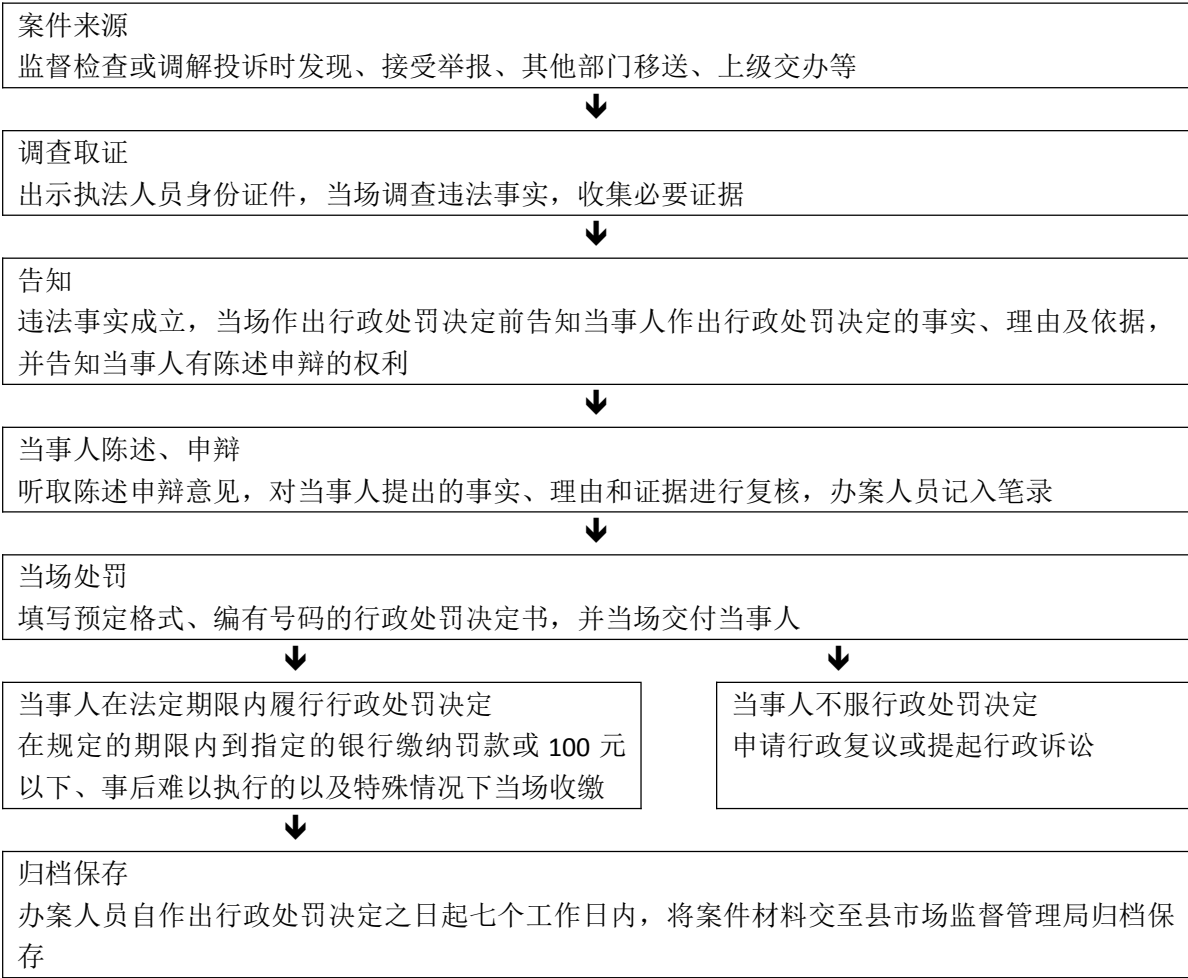 案件来源
监督检查或调解投诉时发现、接受举报、其他部门移送、上级交办等
调查取证
出示执法人员身份证件，当场调查违法事实，收集必要证据
告知
违法事实成立，当场作出行政处罚决定前告知当事人作出行政处罚决定的事实、理由及依据，
并告知当事人有陈述申辩的权利
当事人陈述、申辩
听取陈述申辩意见，对当事人提出的事实、理由和证据进行复核，办案人员记入笔录
当场处罚
填写预定格式、编有号码的行政处罚决定书，并当场交付当事人
当事人在法定期限内履行行政处罚决定
在规定的期限内到指定的银行缴纳罚款或 100 元
以下、事后难以执行的以及特殊情况下当场收缴
当事人不服行政处罚决定
申请行政复议或提起行政诉讼
归档保存
办案人员自作出行政处罚决定之日起七个工作日内，将案件材料交至县市场监督管理局归档保
存